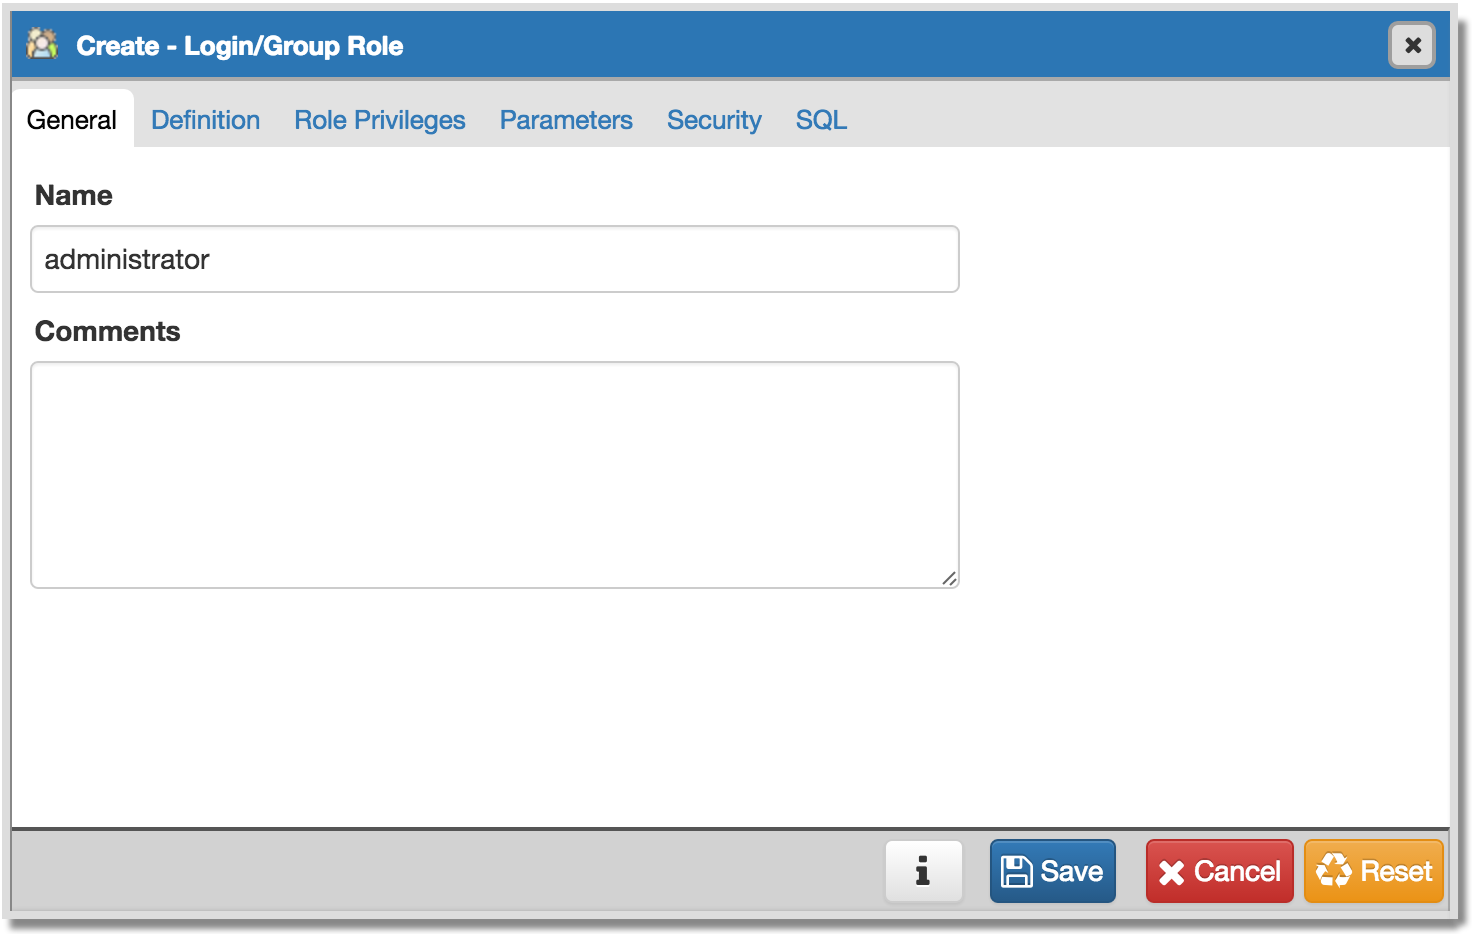 Create - Login/Group Role
General Definition Role Privileges Parameters Security SQL
Name
administrator
Comments
i Save Cancel Reset